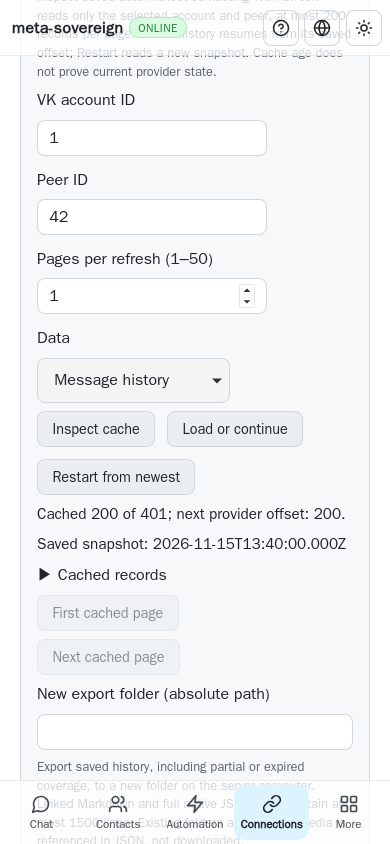 reads only the selected account and peer, at most 200
meta-sovereign ONLINE
offset; Restart reads a new snapshot. Cache age does
not prove current provider state.
VK account ID
1
Peer ID
42
Pages per refresh (1–50)
1
Data
Message history
Inspect cache Load or continue
Restart from newest
Cached 200 of 401; next provider offset: 200.
Saved snapshot: 2026-11-15T13:40:00.000Z
Cached records
First cached page
Next cached page
New export folder (absolute path)
Export saved history, including partial or expired
coverage, to a new folder on the server computer.
Chat Contacts Automation Connections More
referenced in JSON, not downloaded.